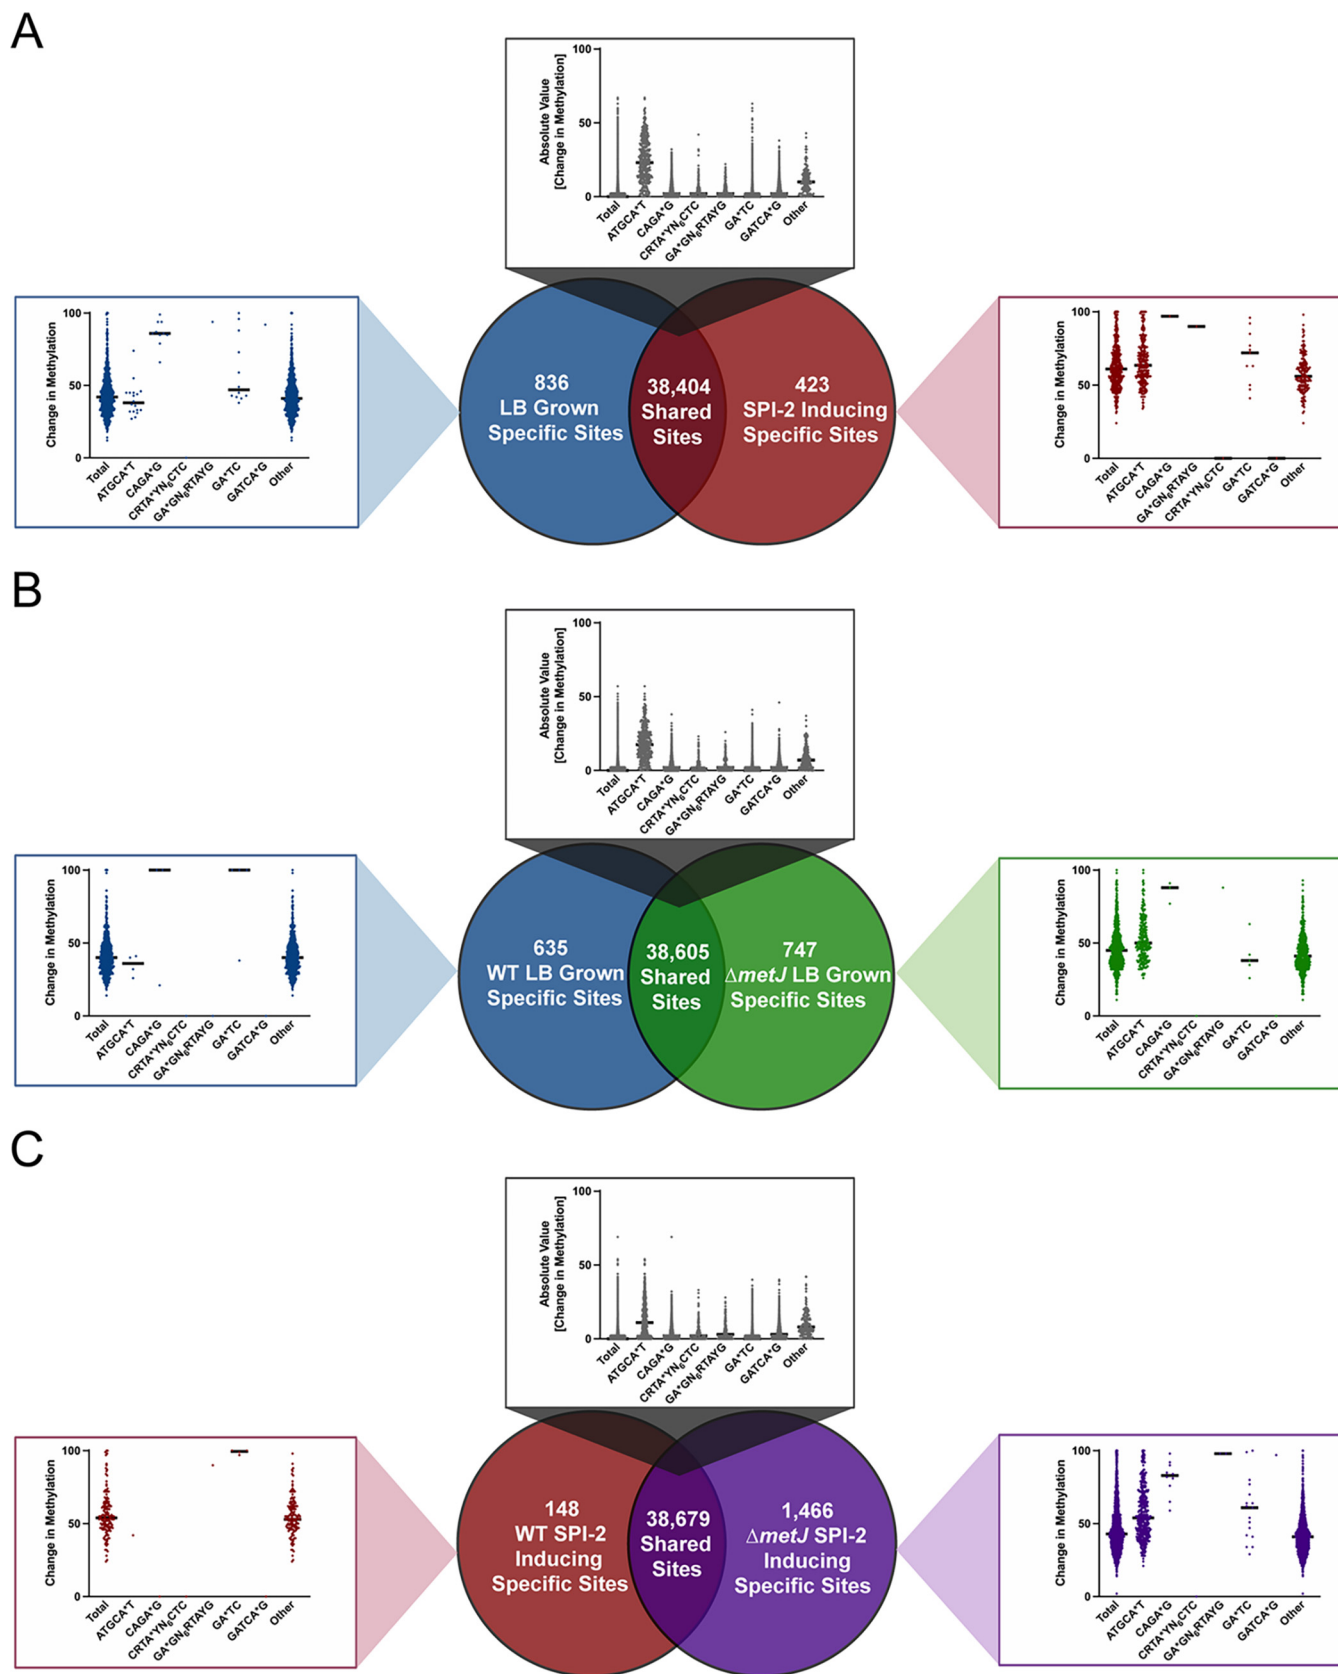 A
Absolute Value
[Change in Methylation]
100
50
0
Total
ATGCA*T
CAGA*G
CRTA*YN6CTC
GA*GN6RTAYG
GA*TC
GATCA*G
Other
Change in Methylation
100
50
0
Total
ATGCA*T
CAGA*G
CRTA*YN6CTC
GA*GN6RTAYG
GA*TC
GATCA*G
Other
836
LB Grown
Specific Sites
38,404
Shared
Sites
423
SPI-2 Inducing
Specific Sites
Change in Methylation
100
50
0
Total
ATGCA*T
CAGA*G
GA*GN6RTAYG
CRTA*YN6CTC
GA*TC
GATCA*G
Other
B
Absolute Value
[Change in Methylation]
100
50
0
Total
ATGCA*T
CAGA*G
CRTA*YN6CTC
GA*GN6RTAYG
GA*TC
GATCA*G
Other
Change in Methylation
100
50
0
Total
ATGCA*T
CAGA*G
CRTA*YN6CTC
GA*GN6RTAYG
GA*TC
GATCA*G
Other
635
WT LB Grown
Specific Sites
38,605
Shared
Sites
747
ΔmetJ LB Grown
Specific Sites
Change in Methylation
100
50
0
Total
ATGCA*T
CAGA*G
CRTA*YN6CTC
GA*GN6RTAYG
GA*TC
GATCA*G
Other
C
Absolute Value
[Change in Methylation]
100
50
0
Total
ATGCA*T
CAGA*G
CRTA*YN6CTC
GA*GN6RTAYG
GA*TC
GATCA*G
Other
Change in Methylation
100
50
0
Total
ATGCA*T
CAGA*G
CRTA*YN6CTC
GA*GN6RTAYG
GA*TC
GATCA*G
Other
148
WT SPI-2
Inducing
Specific Sites
38,679
Shared
Sites
1,466
ΔmetJ SPI-2
Inducing
Specific Sites
Change in Methylation
100
50
0
Total
ATGCA*T
CAGA*G
CRTA*YN6CTC
GA*GN6RTAYG
GA*TC
GATCA*G
Other